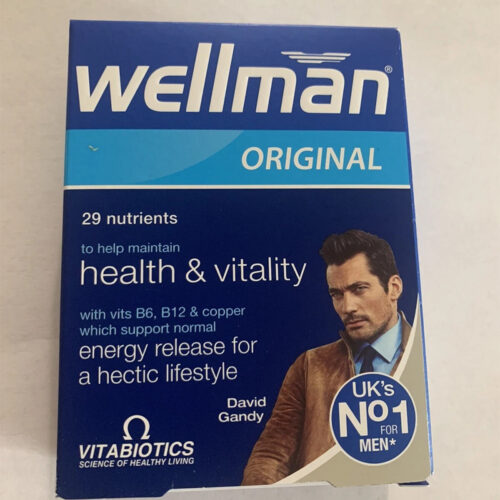 wellman®
ORIGINAL
29 nutrients
to help maintain
health & vitality
with vits B6, B12 & copper
which support normal
energy release for
a hectic lifestyle
David
Gandy
UK's
No1
FOR
MEN*
VITABIOTICS
SCIENCE OF HEALTHY LIVING